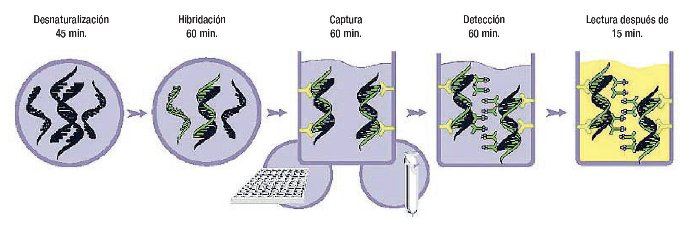 Desnaturalización
45 min.
Hibridación
60 min.
Captura
60 min.
Detección
60 min.
Lectura después de
15 min.